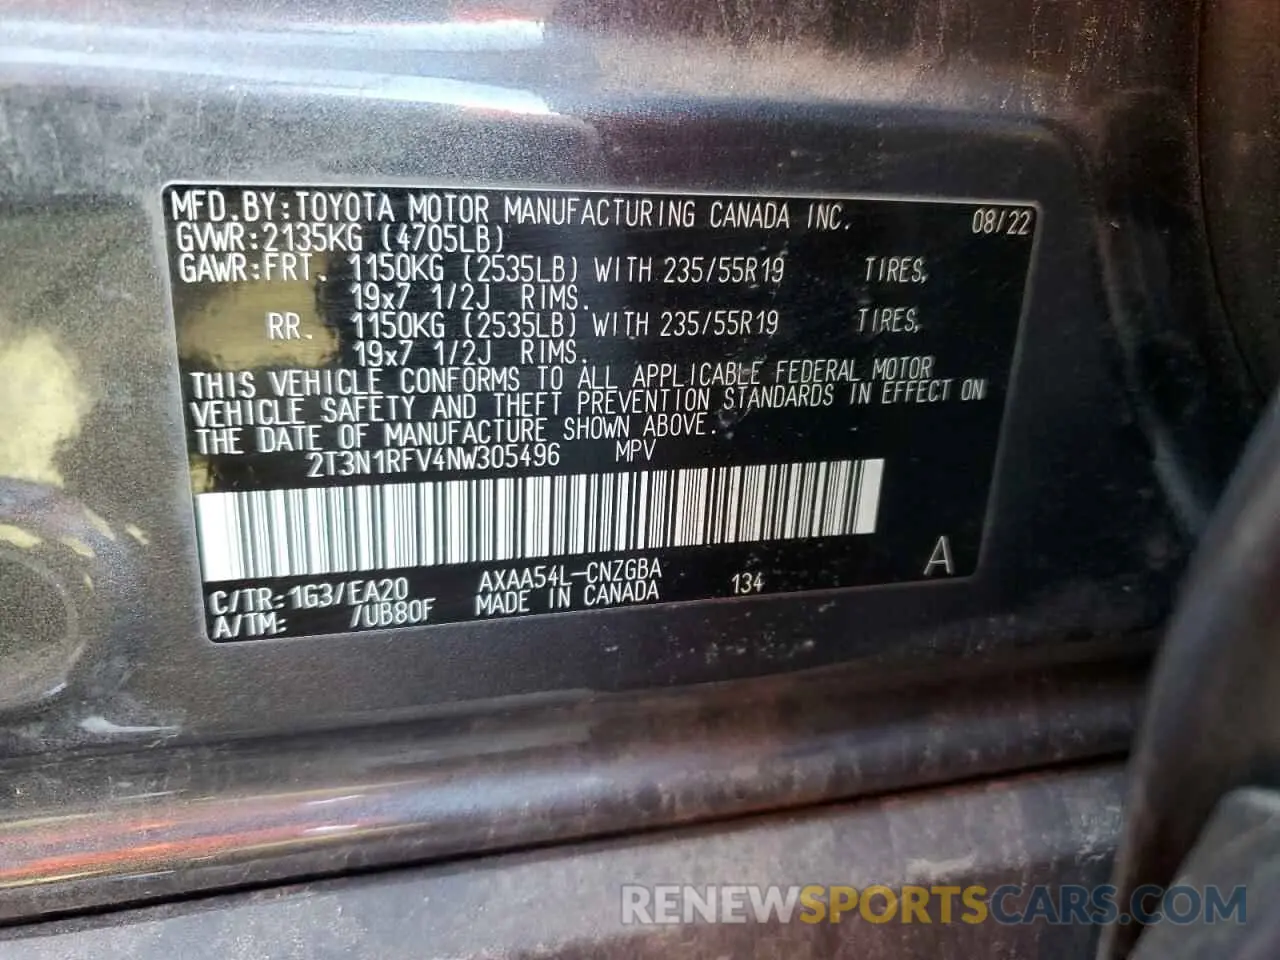 MFD.BY:TOYOTA MOTOR MANUFACTURING CANADA INC. 08/22
GVWR:2135KG (4705LB)
GAWR:FRT. 1150KG (2535LB) WITH 235/55R19 TIRES,
19x7 1/2J RIMS.
RR. 1150KG (2535LB) WITH 235/55R19 TIRES,
19x7 1/2J RIMS.
THIS VEHICLE CONFORMS TO ALL APPLICABLE FEDERAL MOTOR
VEHICLE SAFETY AND THEFT PREVENTION STANDARDS IN EFFECT ON
THE DATE OF MANUFACTURE SHOWN ABOVE.
2T3N1RFV4NW305496 MPV
C/TR:1G3/EA20 AXAA54L-CNZGBA 134 A
A/TM: /UB80F MADE IN CANADA
RENEWSPORTSCARS.COM